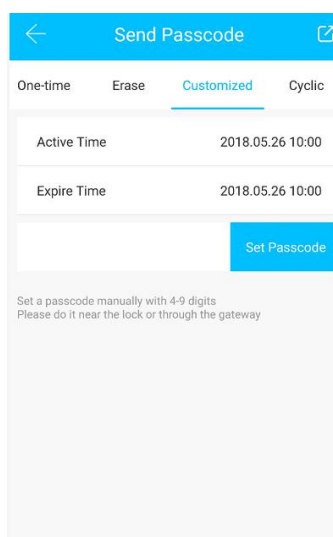 Send Passcode
One-time Erase Customized Cyclic
Active Time 2018.05.26 10:00
Expire Time 2018.05.26 10:00
Set Passcode
Set a passcode manually with 4-9 digits
Please do it near the lock or through the gateway